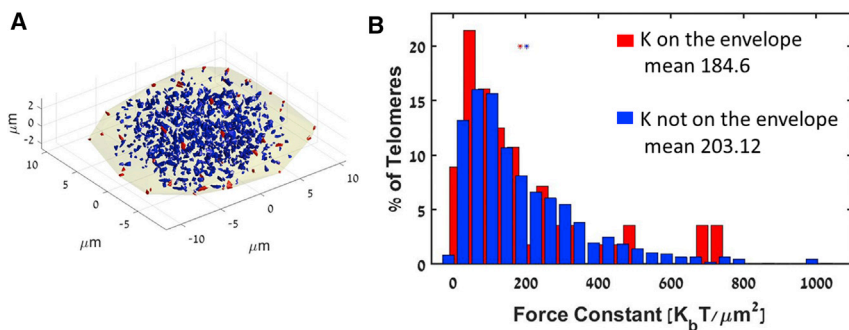 A
μm
2
0
-2
10
5
0
-5
μm
-10
-5
0
5
10
μm
B
% of Telomeres
20
15
10
5
0
**
K on the envelope
mean 184.6
K not on the envelope
mean 203.12
0 200 400 600 800 1000
Force Constant [K_bT/μm²]